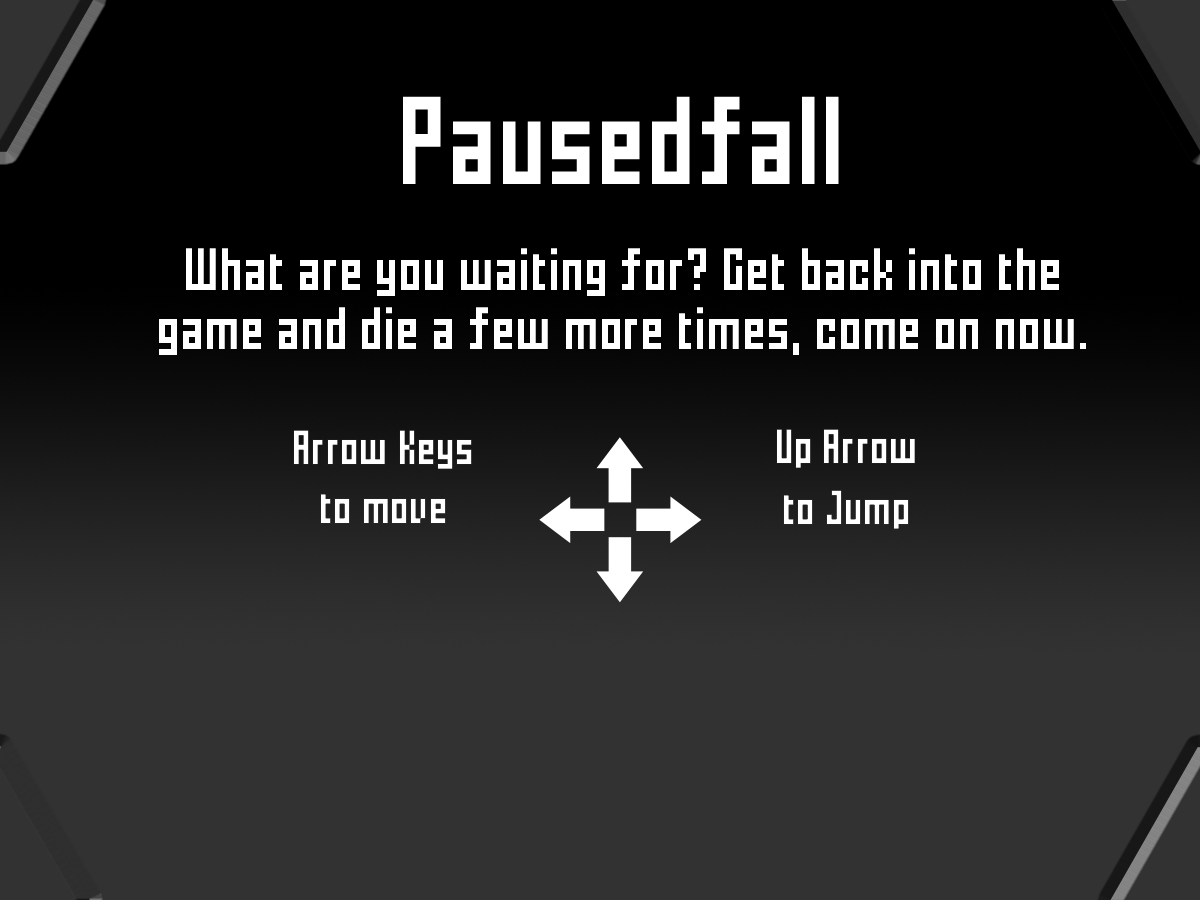 Pausedfall
What are you waiting for? Get back into the
game and die a few more times, come on now.
Arrow Keys
to move
Up Arrow
to Jump